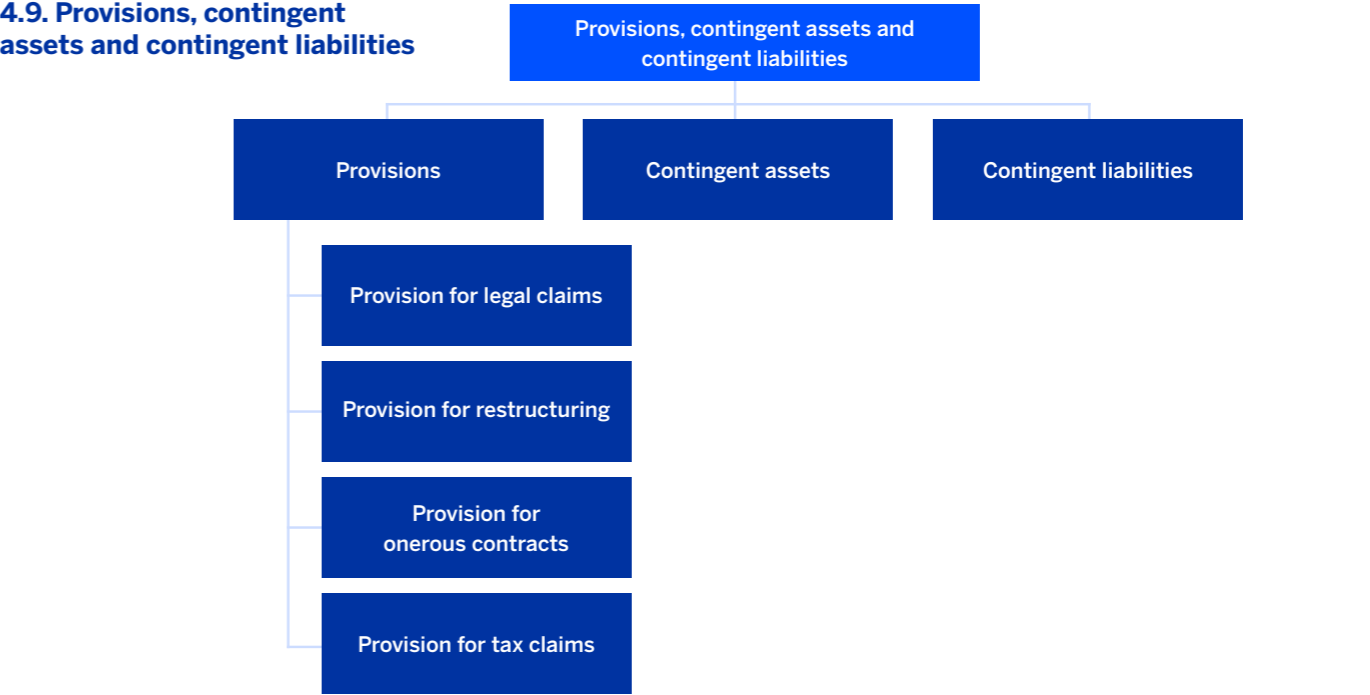 4.9. Provisions, contingent
assets and contingent liabilities
Provisions, contingent assets and
contingent liabilities
Provisions
Contingent assets
Contingent liabilities
Provision for legal claims
Provision for restructuring
Provision for
onerous contracts
Provision for tax claims